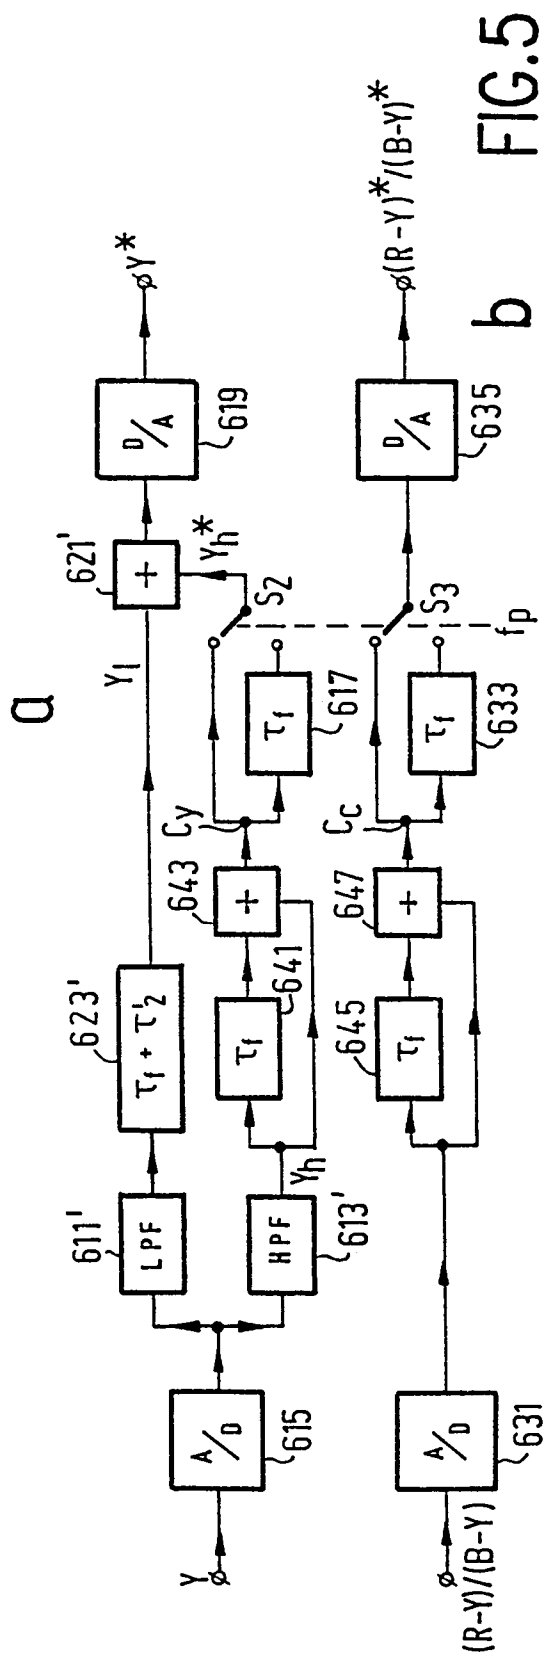 a
Y
A/D
615
LPF
611'
HPF
613'
Yh
τf + τ'2
623'
τf
641
+
643
Cy
τf
617
S2
Yh*
Yl
+
621'
D/A
619
Y*
(R-Y)/(B-Y)
A/D
631
τf
645
+
647
Cc
τf
633
S3
fp
D/A
635
(R-Y)*/(B-Y)*
b
FIG.5